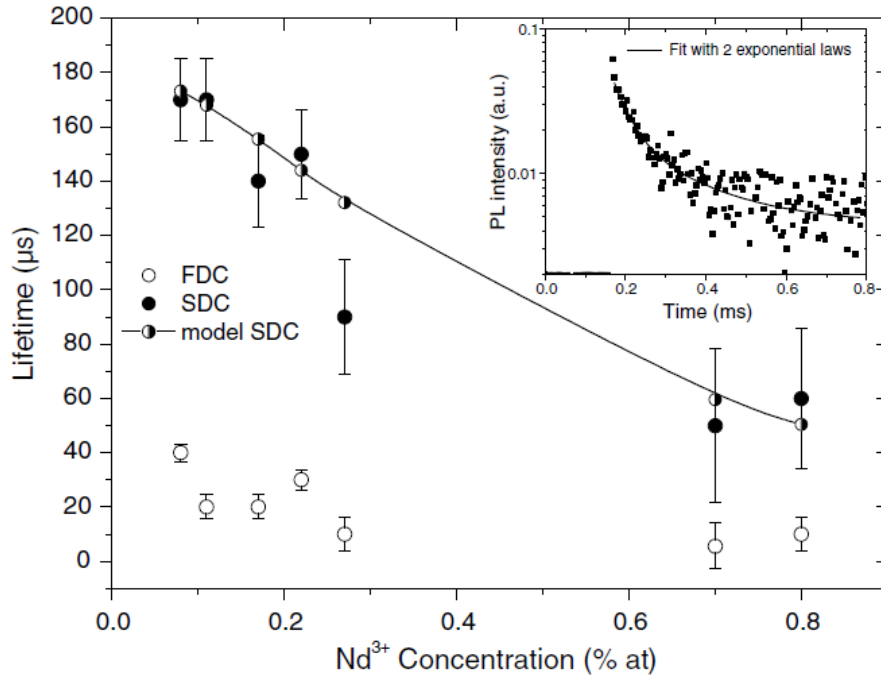 200
180
160
140
120
100
80
60
40
20
0
Lifetime (µs)
FDC
SDC
model SDC
0.0 0.2 0.4 0.6 0.8
Nd³⁺ Concentration (% at)
0.1
0.01
PL intensity (a.u.)
Fit with 2 exponential laws
0.0 0.2 0.4 0.6 0.8
Time (ms)